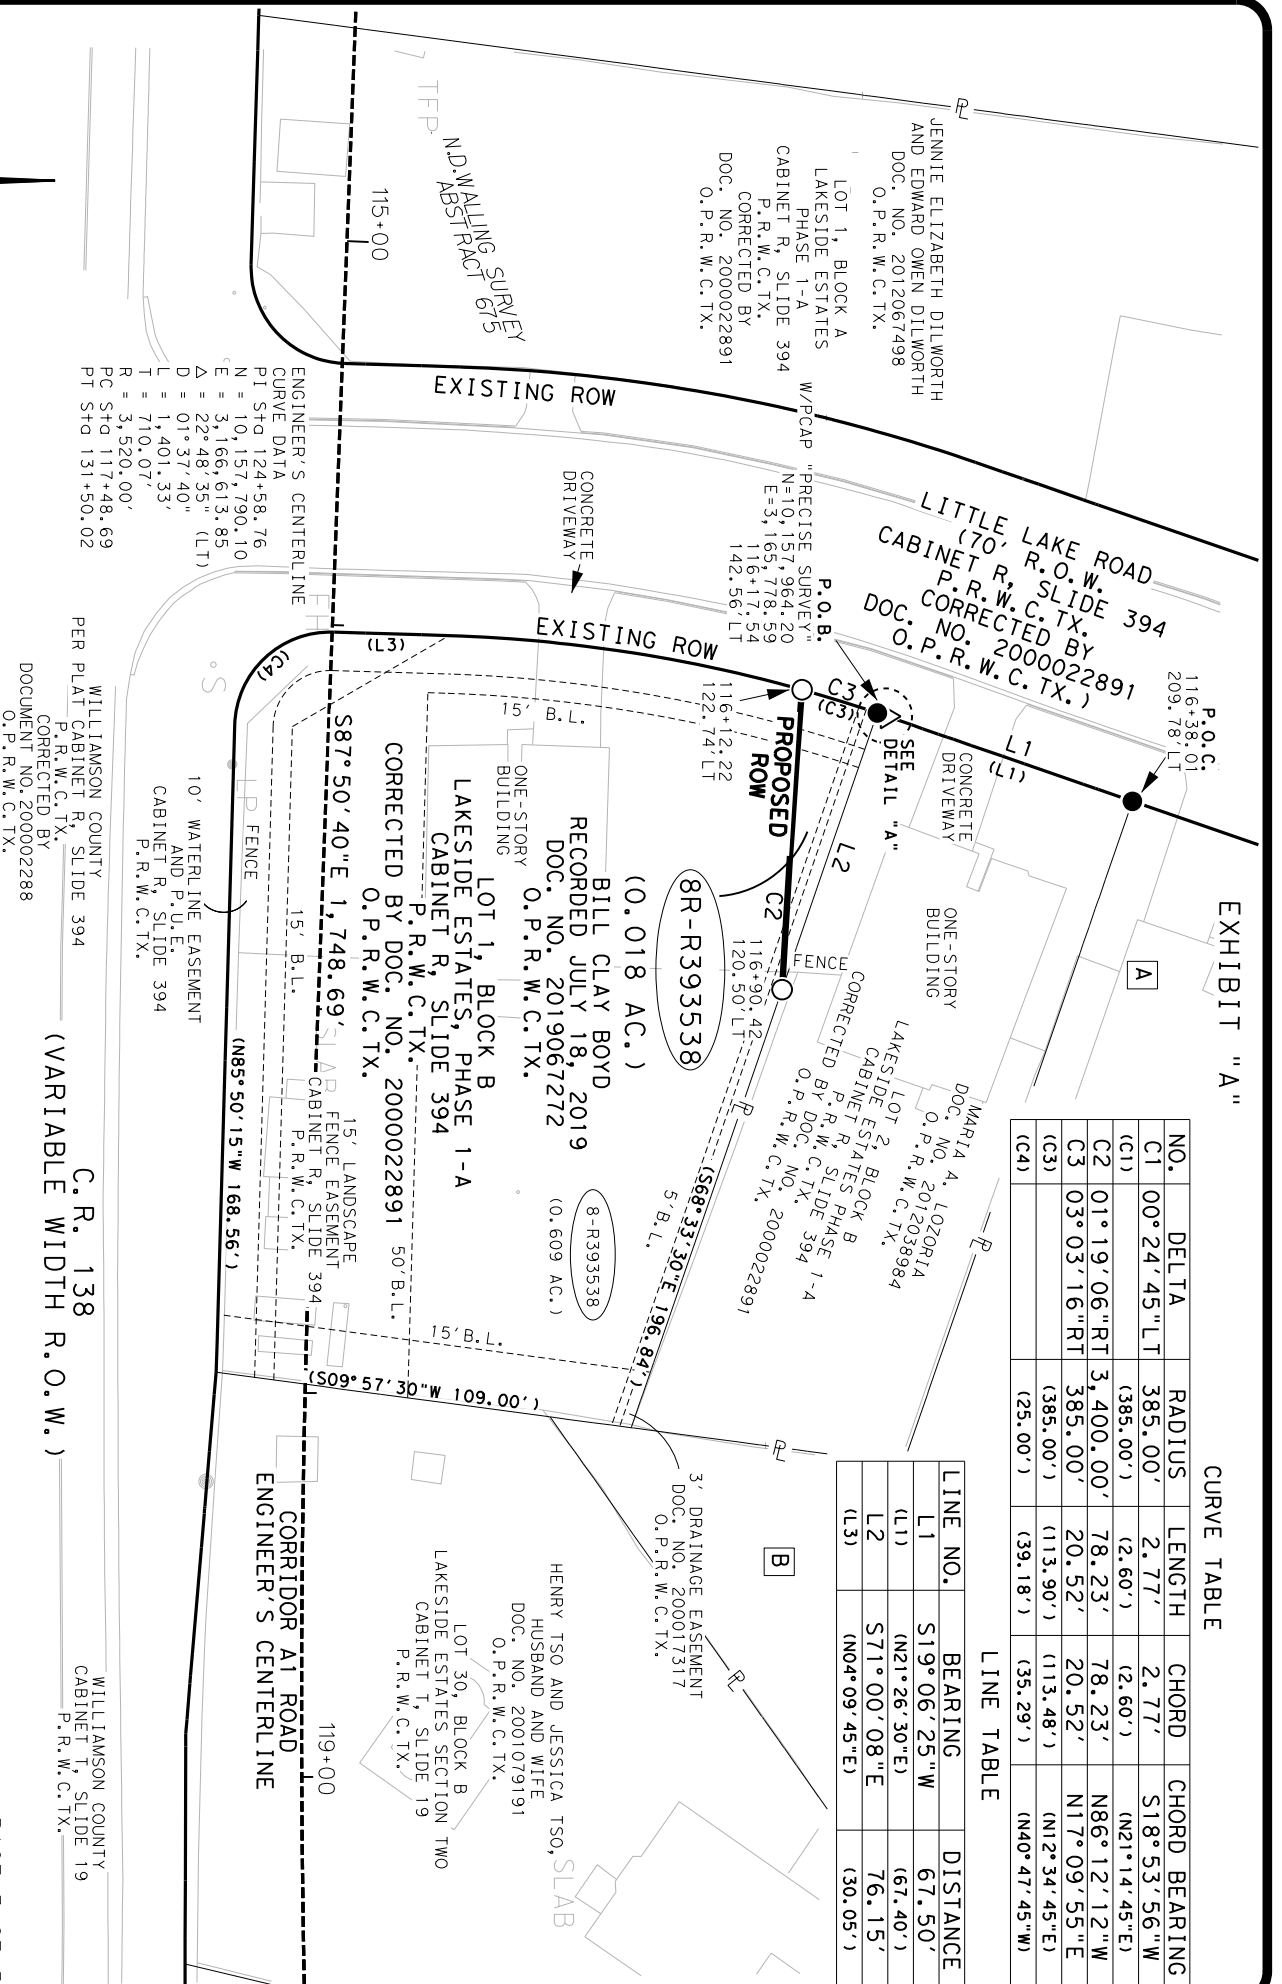 EXHIBIT "A"
CURVE TABLE
NO. DELTA RADIUS LENGTH CHORD CHORD BEARING
C1 00°24'45"LT 385.00' 2.77' 2.77' S18°53'56"W
(C1) (385.00') (2.60') (2.60') (N21°14'45"E)
C2 01°19'06"RT 3,400.00' 78.23' 78.23' N86°12'12"W
C3 03°03'16"RT 385.00' 20.52' 20.52' N17°09'55"E
(C3) (385.00') (113.90') (113.48') (N12°34'45"E)
(C4) (25.00') (39.18') (35.29') (N40°47'45"W)
LINE TABLE
LINE NO. BEARING DISTANCE
L1 S19°06'25"W 67.50'
(L1) (N21°26'30"E) (67.40')
L2 S71°00'08"E 76.15'
(L3) (N04°09'45"E) (30.05')
P.O.C.
116+38.01
209.78'LT
A
L1
(L1)
LITTLE LAKE ROAD
(70' R.O.W.
CABINET R, SLIDE 394
P.R.W.C.TX.
CORRECTED BY
DOC. NO. 2000022891
O.P.R.W.C.TX.)
JENNIE ELIZABETH DILWORTH
AND EDWARD OWEN DILWORTH
DOC. NO. 2012067498
O.P.R.W.C.TX.
LOT 1, BLOCK A
LAKESIDE ESTATES
PHASE 1-A
CABINET R, SLIDE 394
P.R.W.C.TX.
CORRECTED BY
DOC. NO. 2000022891
O.P.R.W.C.TX.
PL
P.O.B.
W/PCAP "PRECISE SURVEY"
N=10,157,964.20
E=3,165,778.59
116+17.54
142.56'LT
C3
(C3)
SEE
DETAIL "A"
CONCRETE
DRIVEWAY
ONE-STORY
BUILDING
MARIA A. LOZORIA
DOC. NO. 2012038984
O.P.R.W.C.TX.
LOT 2, BLOCK B
LAKESIDE ESTATES PHASE 1-A
CABINET R, SLIDE 394
P.R.W.C.TX.
CORRECTED BY DOC. NO. 2000022891
O.P.R.W.C.TX.
PL
116+12.22
122.74'LT
PROPOSED
ROW
L2
C2
FENCE
116+90.42
120.50'LT
PL
8R-R393538
(0.018 AC.)
BILL CLAY BOYD
RECORDED JULY 18, 2019
DOC. NO. 2019067272
O.P.R.W.C.TX.
LOT 1, BLOCK B
LAKESIDE ESTATES, PHASE 1-A
CABINET R, SLIDE 394
P.R.W.C.TX.
CORRECTED BY DOC. NO. 2000022891
O.P.R.W.C.TX.
8-R393538
(0.609 AC.)
(S68°33'30"E 196.84')
5'B.L.
15'B.L.
50'B.L.
(S09°57'30"W 109.00')
PL
3' DRAINAGE EASEMENT
DOC. NO. 200017317
O.P.R.W.C.TX.
B
PL
HENRY TSO AND JESSICA TSO,
HUSBAND AND WIFE
DOC. NO. 2001079191
O.P.R.W.C.TX.
LOT 30, BLOCK B
LAKESIDE ESTATES SECTION TWO
CABINET T, SLIDE 19
P.R.W.C.TX.
SLAB
EXISTING ROW
EXISTING ROW
CONCRETE
DRIVEWAY
15' B.L.
ONE-STORY
BUILDING
(L3)
(C4)
N.D.WALLING SURVEY
ABSTRACT 675
115+00
S87°50'40"E 1,748.69'
119+00
CORRIDOR A1 ROAD
ENGINEER'S CENTERLINE
ENGINEER'S CENTERLINE
CURVE DATA
PI Sta 124+58.76
N = 10,157,790.10
E = 3,166,613.85
Δ = 22°48'35" (LT)
D = 01°37'40"
L = 1,401.33'
T = 710.07'
R = 3,520.00'
PC Sta 117+48.69
PT Sta 131+50.02
15' B.L.
FENCE
15' LANDSCAPE
FENCE EASEMENT
CABINET R, SLIDE 394
P.R.W.C.TX.
10' WATERLINE EASEMENT
AND P.U.E.
CABINET R, SLIDE 394
P.R.W.C.TX.
(N85°50'15"W 168.56')
WILLIAMSON COUNTY
PER PLAT CABINET R, SLIDE 394
P.R.W.C.TX.
CORRECTED BY
DOCUMENT NO.200002288
O.P.R.W.C.TX.
C.R. 138
(VARIABLE WIDTH R.O.W.)
WILLIAMSON COUNTY
CABINET T, SLIDE 19
P.R.W.C.TX.